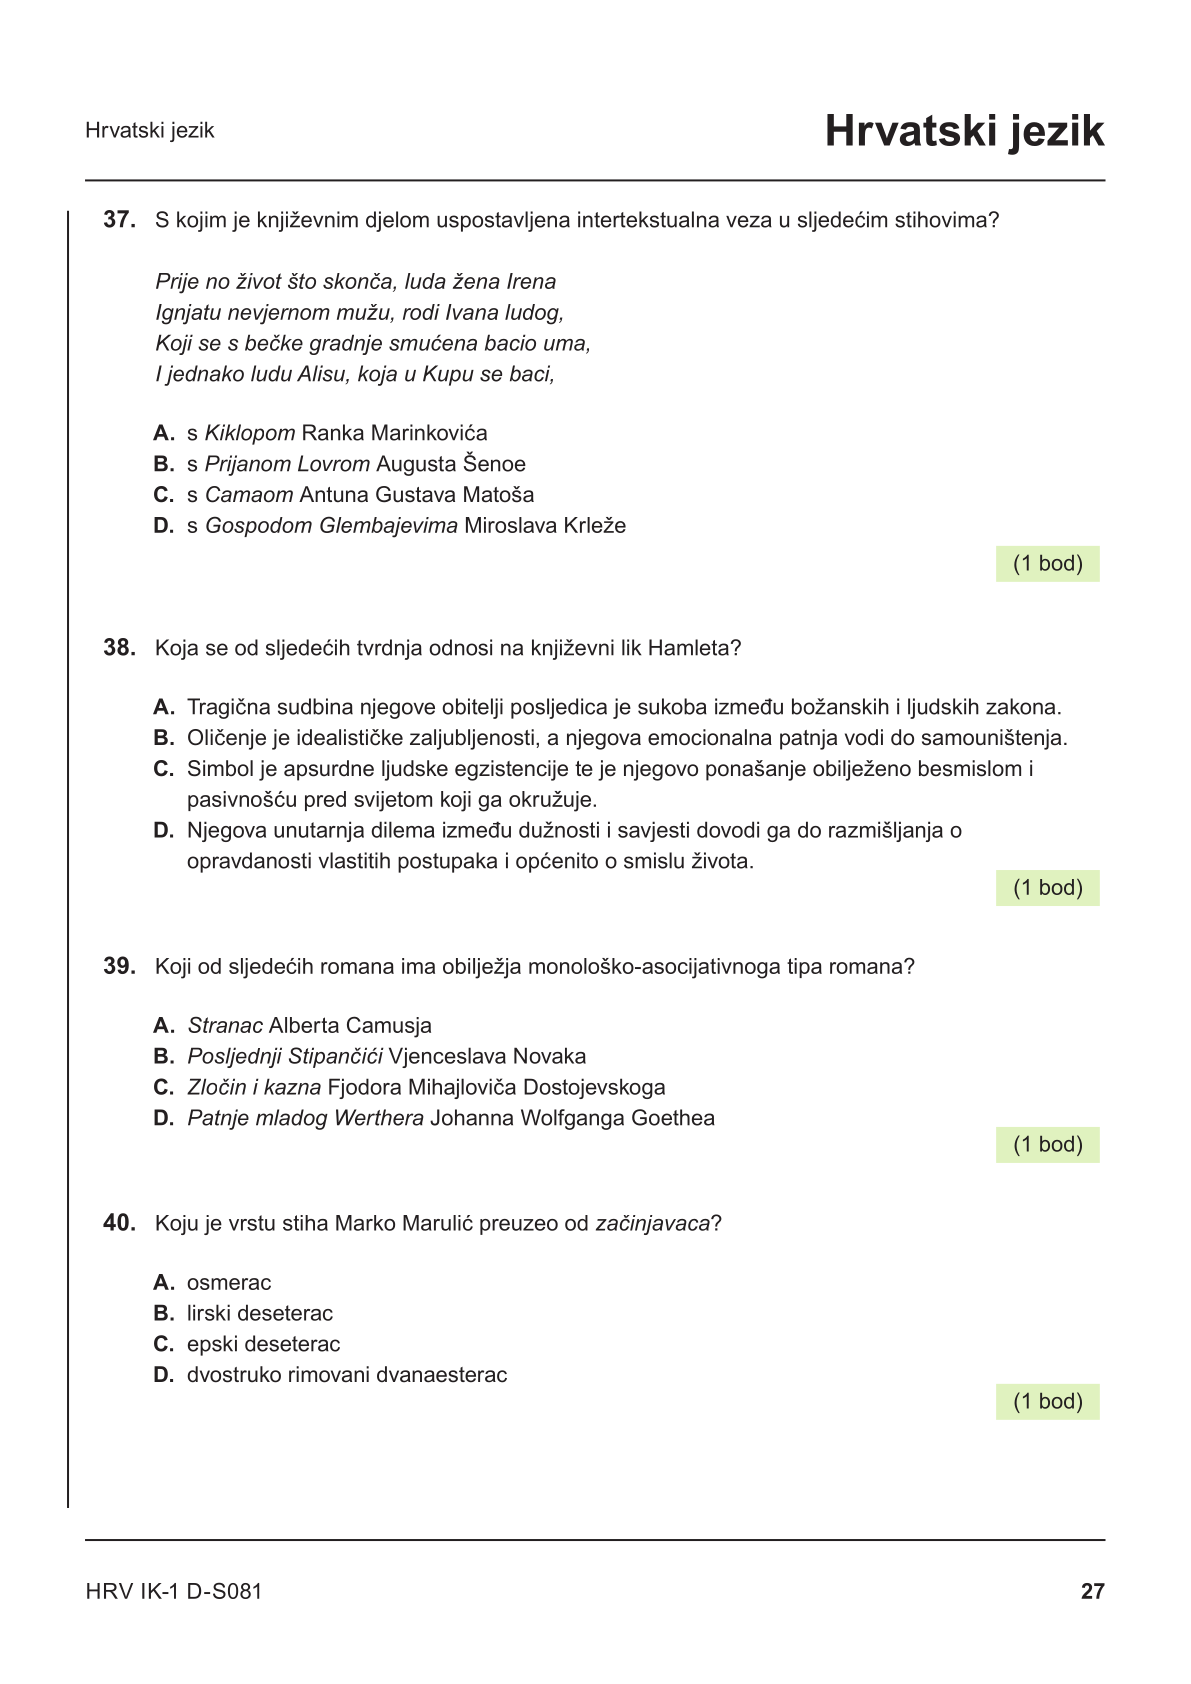 Hrvatski jezik
Hrvatski jezik
37. S kojim je književnim djelom uspostavljena intertekstualna veza u sljedećim stihovima?
Prije no život što skonča, luda žena Irena
Ignjatu nevjernom mužu, rodi Ivana ludog,
Koji se s bečke gradnje smućena bacio uma,
I jednako ludu Alisu, koja u Kupu se baci,
A. s Kiklopom Ranka Marinkovića
B. s Prijanom Lovrom Augusta Šenoe
C. s Camaom Antuna Gustava Matoša
D. s Gospodom Glembajevima Miroslava Krleže
(1 bod)
38. Koja se od sljedećih tvrdnja odnosi na književni lik Hamleta?
A. Tragična sudbina njegove obitelji posljedica je sukoba između božanskih i ljudskih zakona.
B. Oličenje je idealističke zaljubljenosti, a njegova emocionalna patnja vodi do samouništenja.
C. Simbol je apsurdne ljudske egzistencije te je njegovo ponašanje obilježeno besmislom i
pasivnošću pred svijetom koji ga okružuje.
D. Njegova unutarnja dilema između dužnosti i savjesti dovodi ga do razmišljanja o
opravdanosti vlastitih postupaka i općenito o smislu života.
(1 bod)
39. Koji od sljedećih romana ima obilježja monološko-asocijativnoga tipa romana?
A. Stranac Alberta Camusja
B. Posljednji Stipančići Vjenceslava Novaka
C. Zločin i kazna Fjodora Mihajloviča Dostojevskoga
D. Patnje mladog Werthera Johanna Wolfganga Goethea
(1 bod)
40. Koju je vrstu stiha Marko Marulić preuzeo od začinjavaca?
A. osmerac
B. lirski deseterac
C. epski deseterac
D. dvostruko rimovani dvanaesterac
(1 bod)
HRV IK-1 D-S081
27